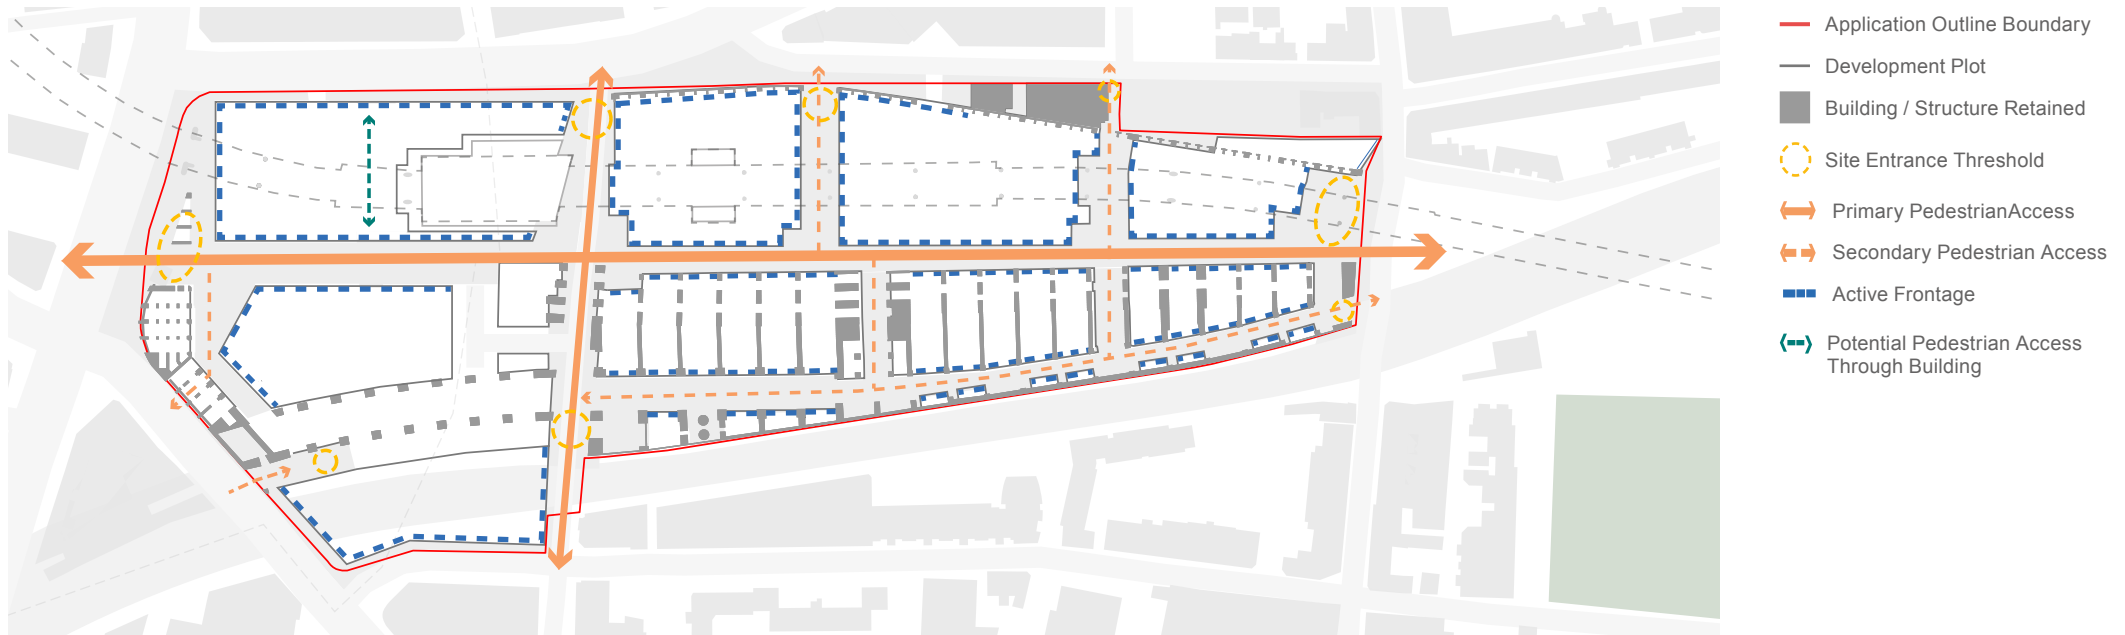 Application Outline Boundary
Development Plot
Building / Structure Retained
Site Entrance Threshold
Primary PedestrianAccess
Secondary Pedestrian Access
Active Frontage
Potential Pedestrian Access
Through Building